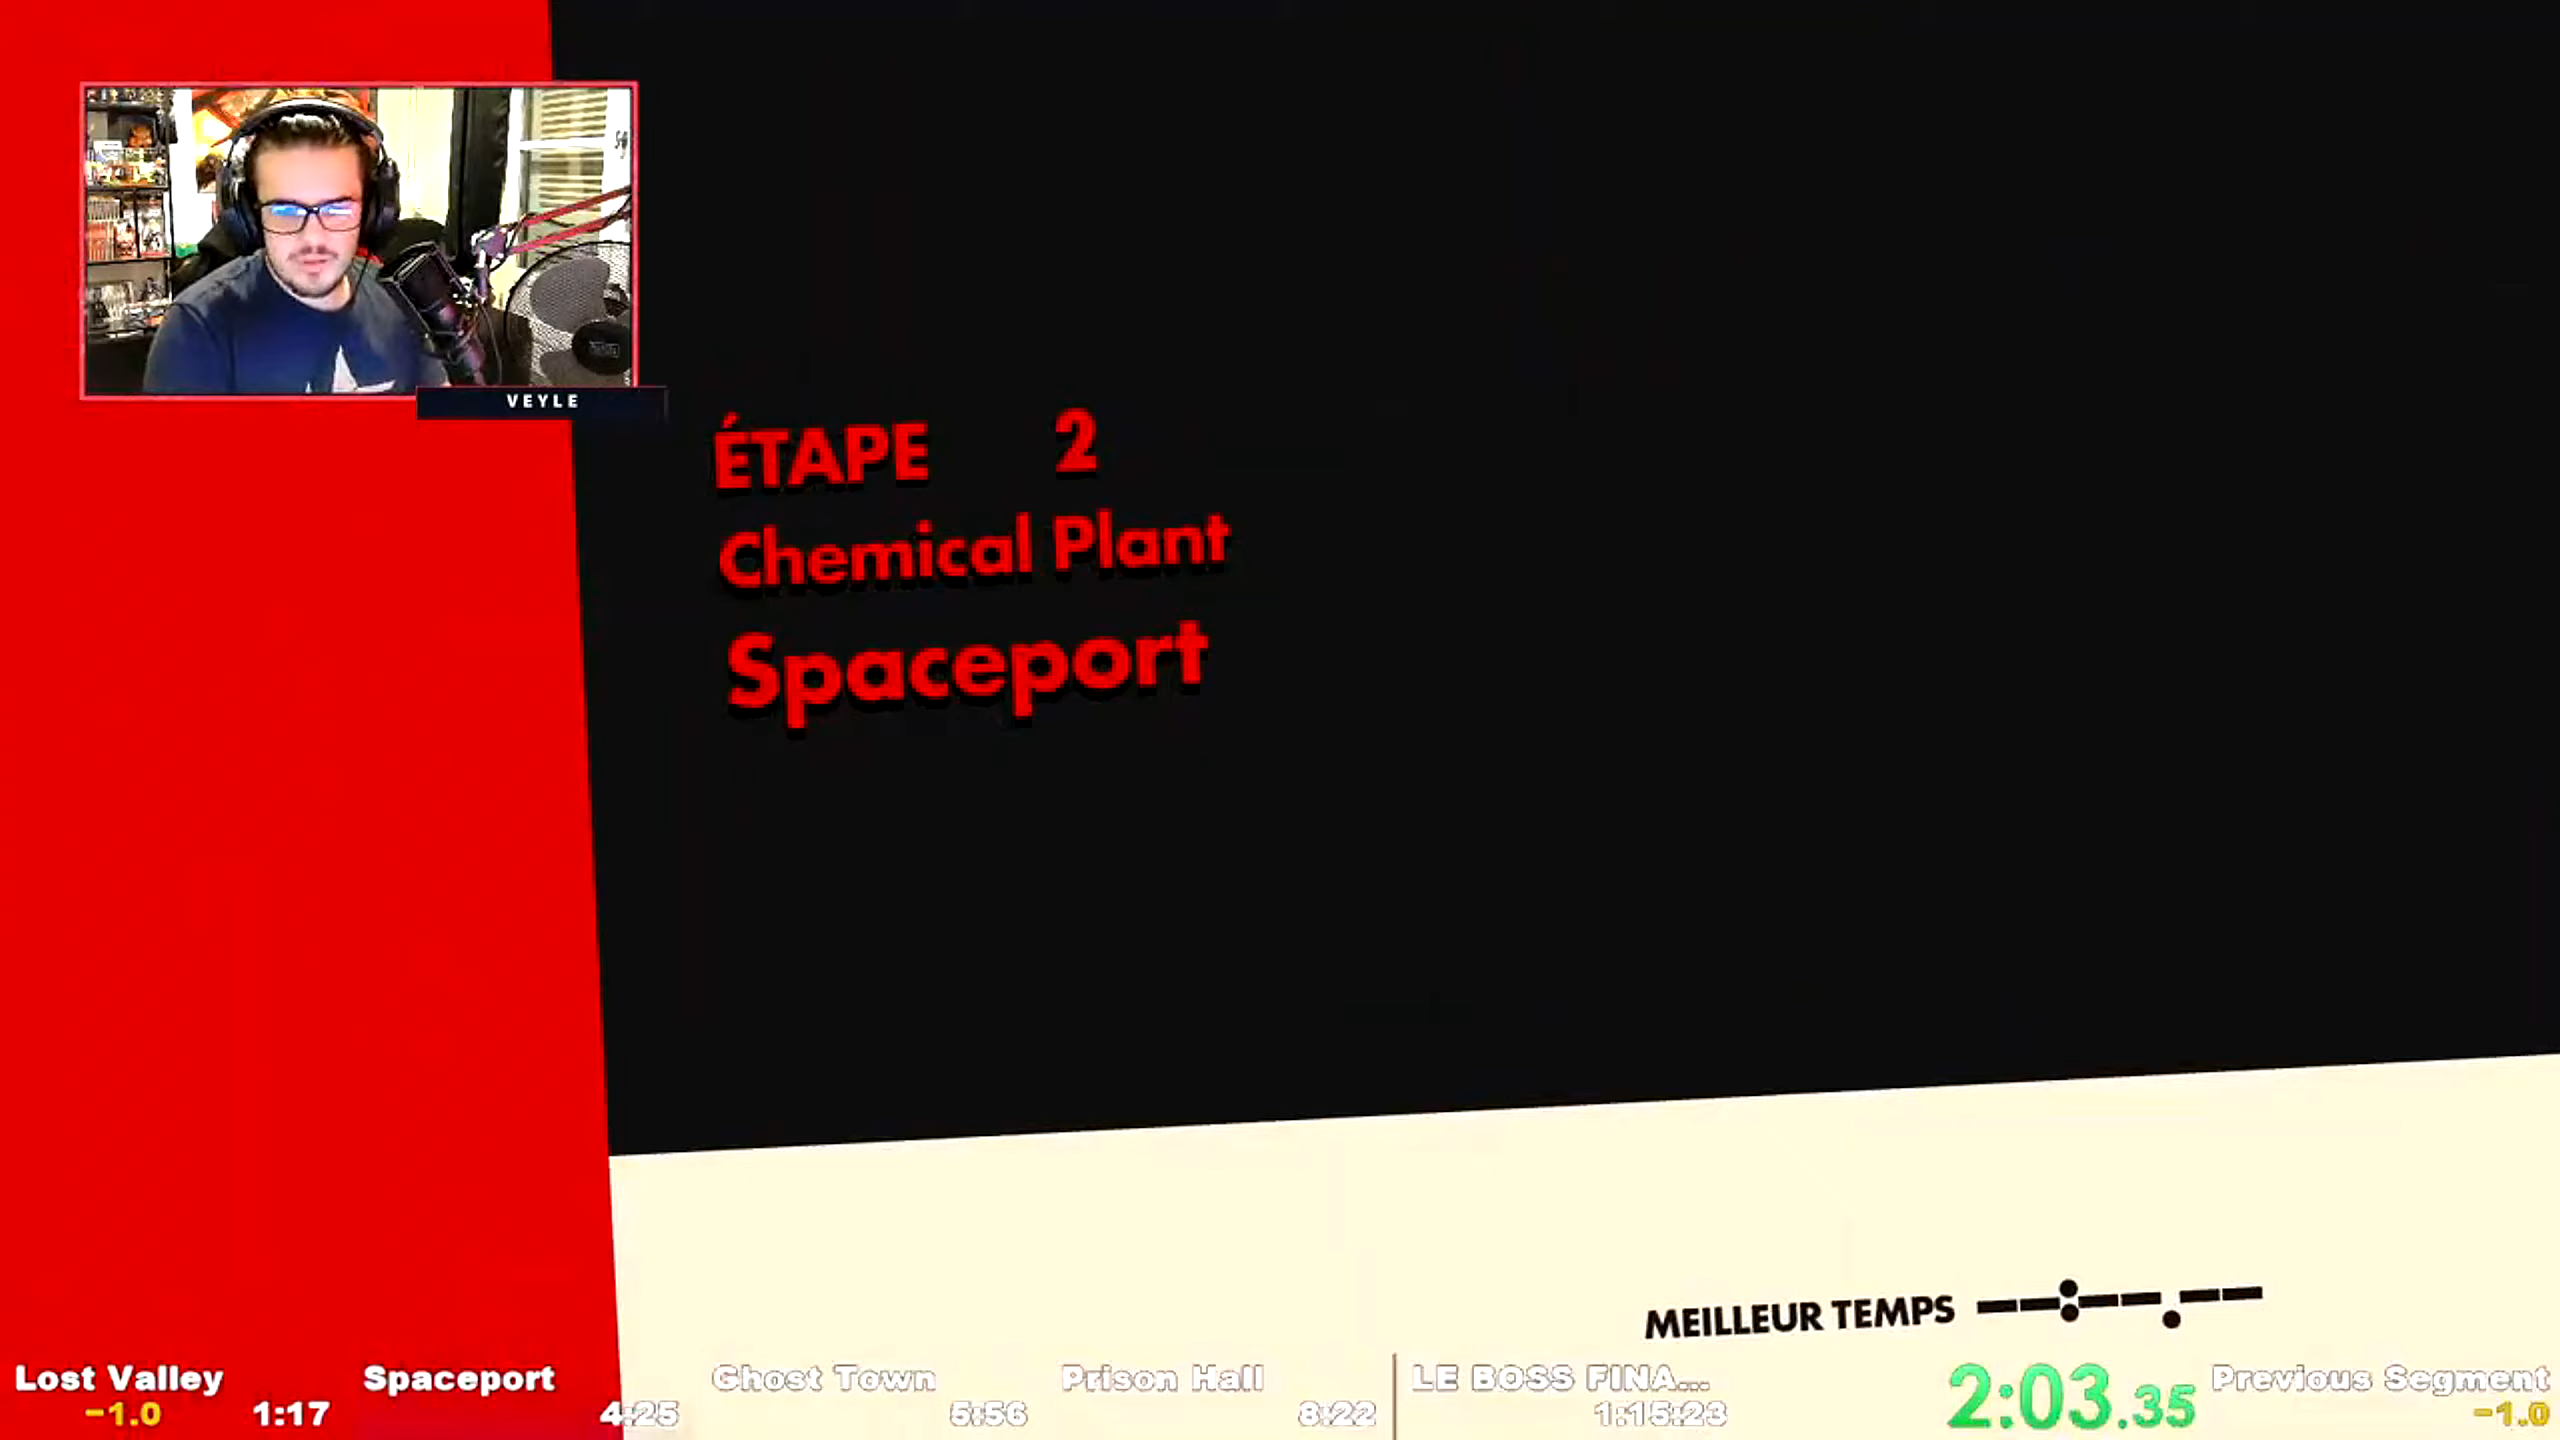 VEYLE
ÉTAPE 2
Chemical Plant
Spaceport
MEILLEUR TEMPS --:--.--
Lost Valley
-1.0 1:17
Spaceport
4:25
Ghost Town
5:56
Prison Hall
8:22
LE BOSS FINA...
1:15:23
2:03.35
Previous Segment
-1.0